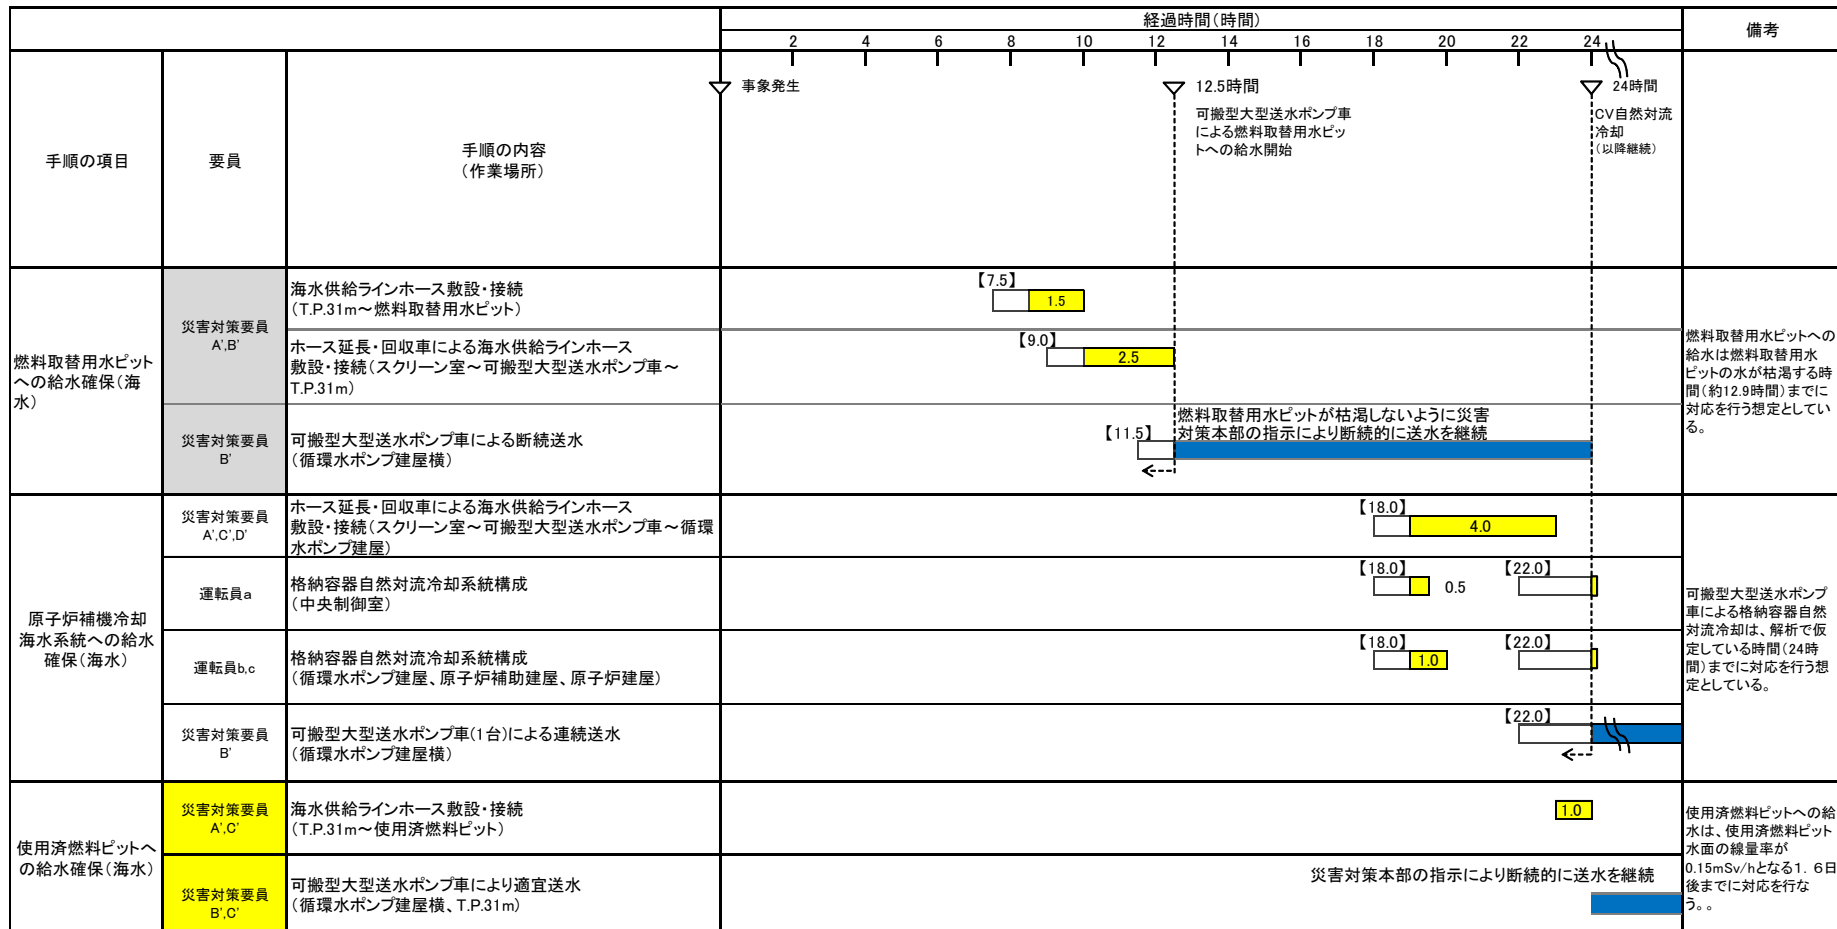 経過時間(時間)
備考
2 4 6 8 10 12 14 16 18 20 22 24
事象発生
12.5時間
24時間
可搬型大型送水ポンプ車
による燃料取替用水ピッ
トへの給水開始
CV自然対流
冷却
(以降継続)
手順の項目
要員
手順の内容
(作業場所)
燃料取替用水ピット
への給水確保(海
水)
災害対策要員
A',B'
海水供給ラインホース敷設・接続
(T.P.31m~燃料取替用水ピット)
【7.5】
1.5
ホース延長・回収車による海水供給ラインホース
敷設・接続(スクリーン室~可搬型大型送水ポンプ車~
T.P.31m)
【9.0】
2.5
災害対策要員
B'
可搬型大型送水ポンプ車による断続送水
(循環水ポンプ建屋横)
【11.5】
燃料取替用水ピットが枯渇しないように災害
対策本部の指示により断続的に送水を継続
燃料取替用水ピットへの
給水は燃料取替用水
ピットの水が枯渇する時
間(約12.9時間)までに
対応を行う想定としてい
る。
原子炉補機冷却
海水系統への給水
確保(海水)
災害対策要員
A',C',D'
ホース延長・回収車による海水供給ラインホース
敷設・接続(スクリーン室~可搬型大型送水ポンプ車~循環
水ポンプ建屋)
【18.0】
4.0
運転員a
格納容器自然対流冷却系統構成
(中央制御室)
【18.0】
0.5
【22.0】
運転員b,c
格納容器自然対流冷却系統構成
(循環水ポンプ建屋、原子炉補助建屋、原子炉建屋)
【18.0】
1.0
【22.0】
災害対策要員
B'
可搬型大型送水ポンプ車(1台)による連続送水
(循環水ポンプ建屋横)
【22.0】
可搬型大型送水ポンプ
車による格納容器自然
対流冷却は、解析で仮
定している時間(24時
間)までに対応を行う想
定としている。
使用済燃料ピットへ
の給水確保(海水)
災害対策要員
A',C'
海水供給ラインホース敷設・接続
(T.P.31m~使用済燃料ピット)
1.0
災害対策要員
B',C'
可搬型大型送水ポンプ車により適宜送水
(循環水ポンプ建屋横、T.P.31m)
災害対策本部の指示により断続的に送水を継続
使用済燃料ピットへの給
水は、使用済燃料ピット
水面の線量率が
0.15mSv/hとなる1.6日
後までに対応を行な
う。。